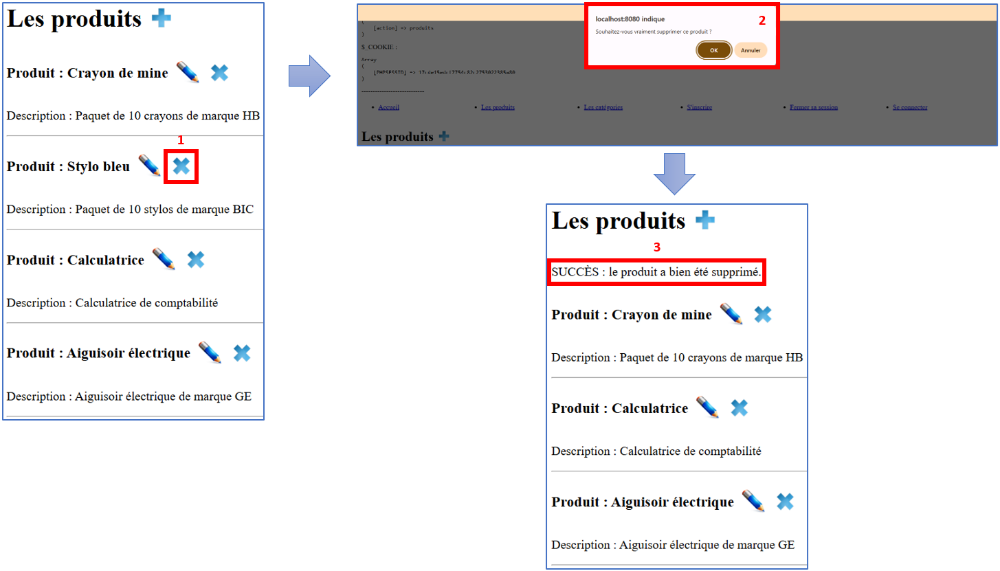 Les produits
Produit : Crayon de mine
Description : Paquet de 10 crayons de marque HB
1
Produit : Stylo bleu
Description : Paquet de 10 stylos de marque BIC
Produit : Calculatrice
Description : Calculatrice de comptabilité
Produit : Aiguisoir électrique
Description : Aiguisoir électrique de marque GE
localhost:8080 indique
2
Souhaitez-vous vraiment supprimer ce produit ?
OK Annuler
(
[action] => produits
)
$_COOKIE :
Array
(
[PHPSESSID] =>
)
----------------------------
• Accueil • Les produits • Les catégories • S'inscrire • Fermer sa session • Se connecter
Les produits
Les produits
3
SUCCÈS : le produit a bien été supprimé.
Produit : Crayon de mine
Description : Paquet de 10 crayons de marque HB
Produit : Calculatrice
Description : Calculatrice de comptabilité
Produit : Aiguisoir électrique
Description : Aiguisoir électrique de marque GE